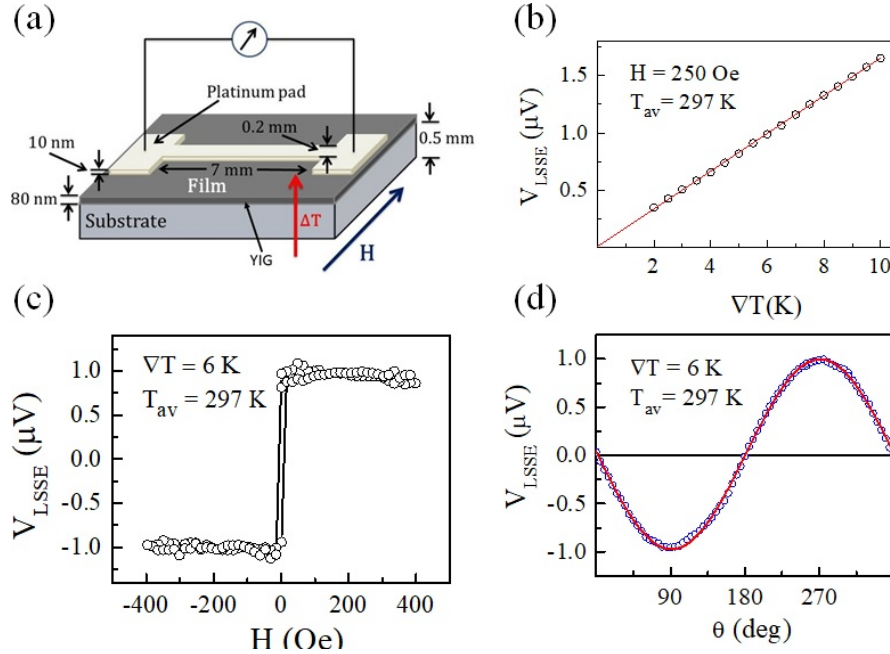 (a)
Platinum pad
10 nm
0.2 mm
0.5 mm
7 mm
Film
80 nm
Substrate
ΔT
H
YIG
(b)
H = 250 Oe
T_av = 297 K
V_LSSE (μV)
1.5
1.0
0.5
2 4 6 8 10
∇T(K)
(c)
∇T = 6 K
T_av = 297 K
V_LSSE (μV)
1.0
0.5
0.0
-0.5
-1.0
-400 -200 0 200 400
H (Oe)
(d)
∇T = 6 K
T_av = 297 K
V_LSSE (μV)
1.0
0.5
0.0
-0.5
-1.0
90 180 270
θ (deg)